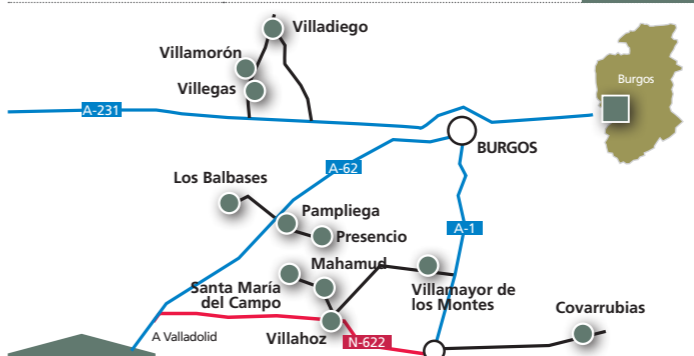 Villadiego
Villamorón
Villegas
Burgos
A-231
BURGOS
A-62
Los Balbases
Pampliega
Presencio
A-1
Mahamud
Santa María
del Campo
Villamayor de
los Montes
Covarrubias
A Valladolid
Villahoz
N-622